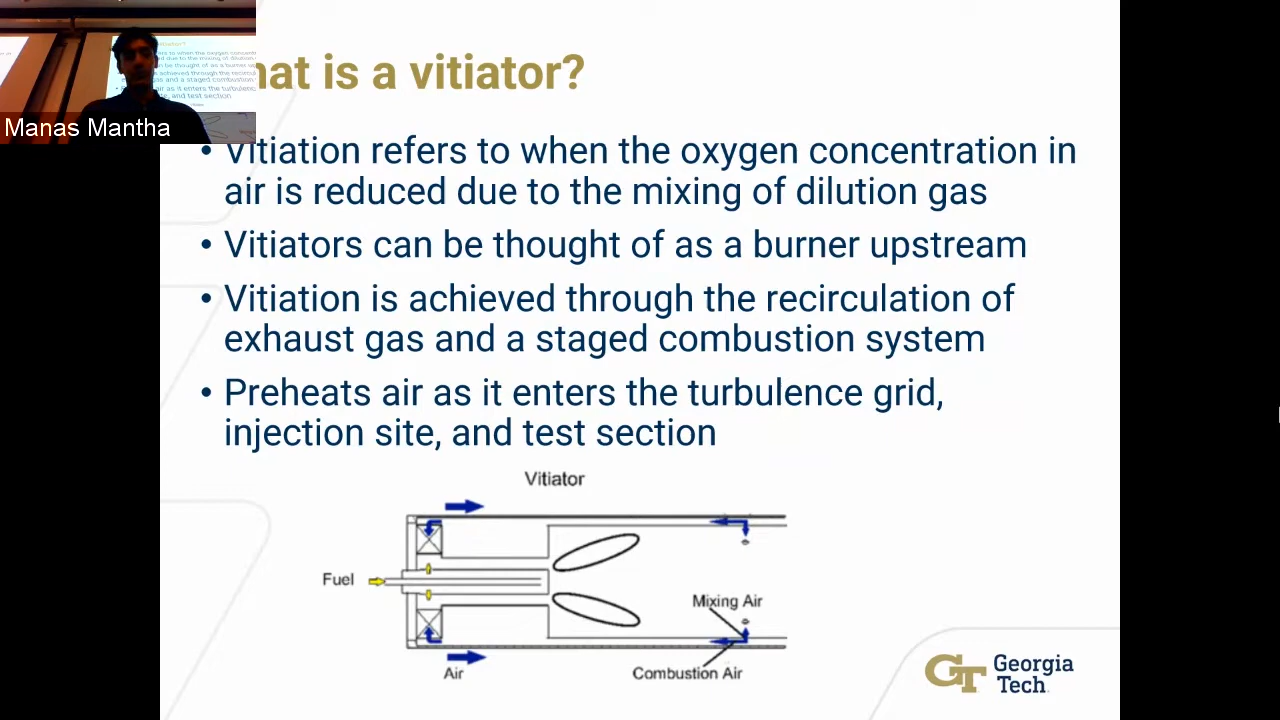 hat is a vitiator?
Manas Mantha
• Vitiation refers to when the oxygen concentration in
air is reduced due to the mixing of dilution gas
• Vitiators can be thought of as a burner upstream
• Vitiation is achieved through the recirculation of
exhaust gas and a staged combustion system
• Preheats air as it enters the turbulence grid,
injection site, and test section
Vitiator
Fuel
Mixing Air
Air
Combustion Air
GT Georgia
Tech